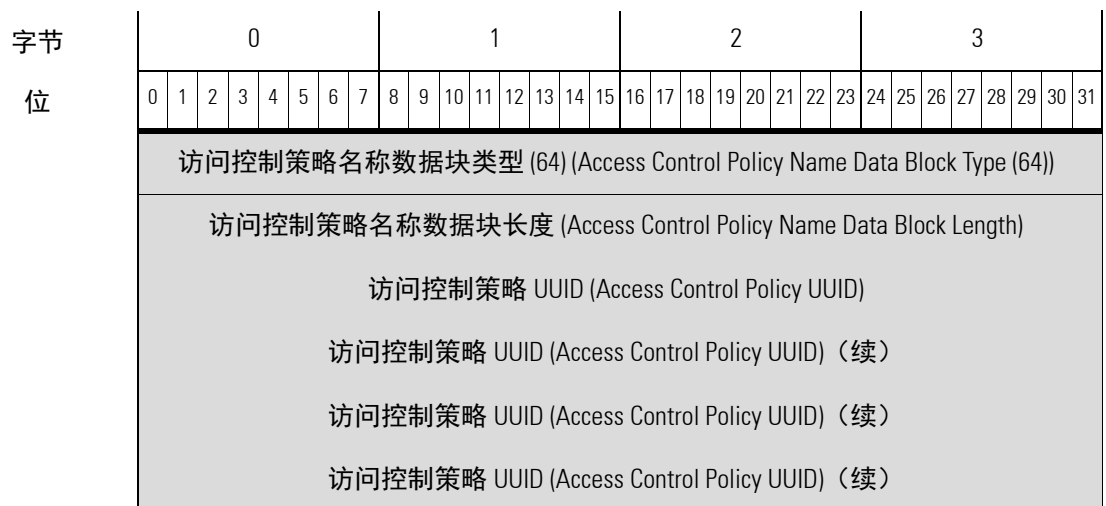 字节 0 1 2 3
位 0 1 2 3 4 5 6 7 8 9 10 11 12 13 14 15 16 17 18 19 20 21 22 23 24 25 26 27 28 29 30 31
访问控制策略名称数据块类型 (64) (Access Control Policy Name Data Block Type (64))
访问控制策略名称数据块长度 (Access Control Policy Name Data Block Length)
访问控制策略 UUID (Access Control Policy UUID)
访问控制策略 UUID (Access Control Policy UUID)（续）
访问控制策略 UUID (Access Control Policy UUID)（续）
访问控制策略 UUID (Access Control Policy UUID)（续）